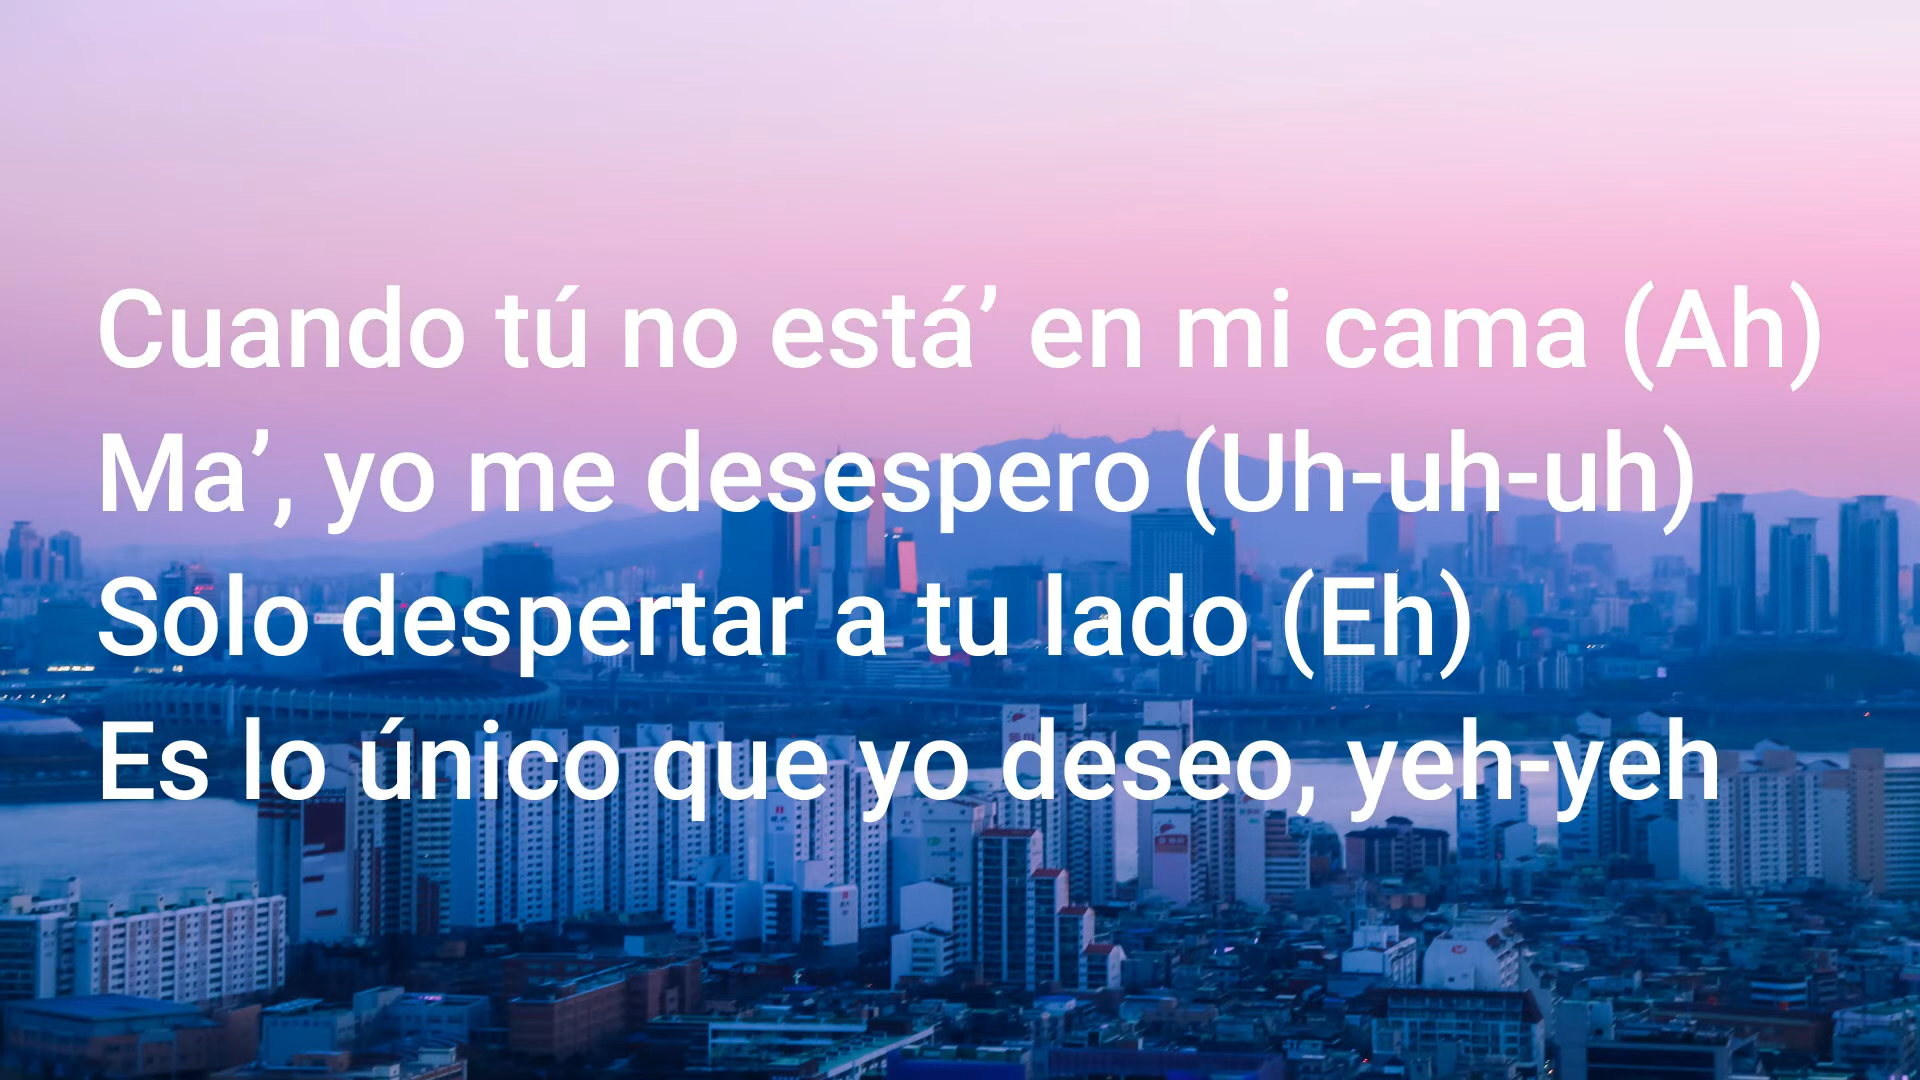 Cuando tú no está’ en mi cama (Ah)
Ma’, yo me desespero (Uh-uh-uh)
Solo despertar a tu lado (Eh)
Es lo único que yo deseo, yeh-yeh